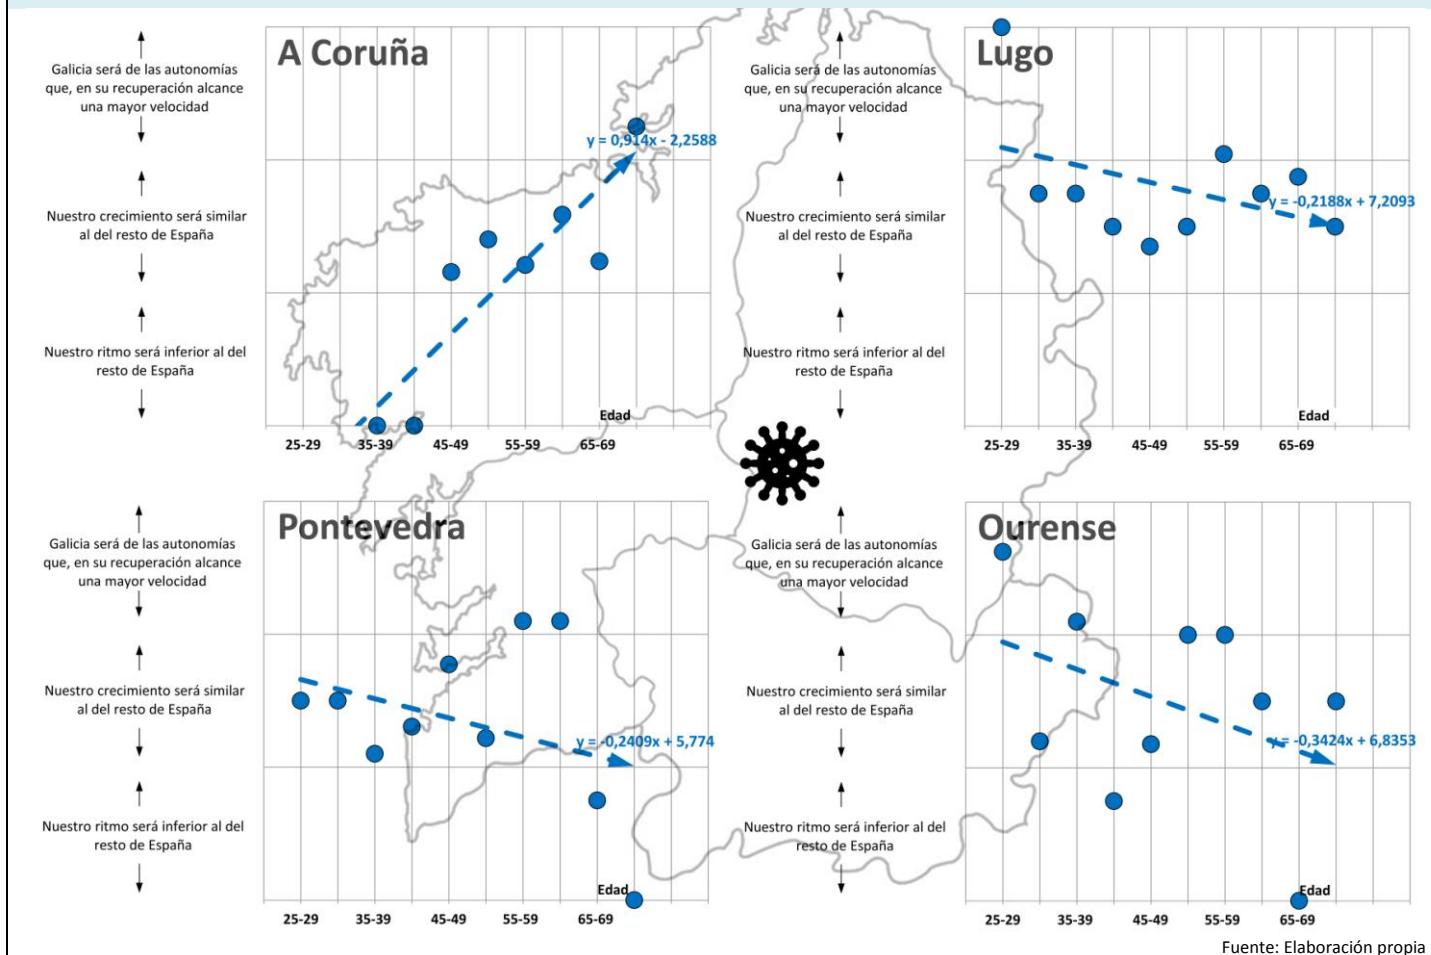 A Coruña
Galicia será de las autonomías
que, en su recuperación alcance
una mayor velocidad
Nuestro crecimiento será similar
al del resto de España
Nuestro ritmo será inferior al del
resto de España
y = 0,914x - 2,2588
Edad
25-29 35-39 45-49 55-59 65-69
Lugo
Galicia será de las autonomías
que, en su recuperación alcance
una mayor velocidad
Nuestro crecimiento será similar
al del resto de España
Nuestro ritmo será inferior al del
resto de España
y = -0,2188x + 7,2093
Edad
25-29 35-39 45-49 55-59 65-69
Pontevedra
Galicia será de las autonomías
que, en su recuperación alcance
una mayor velocidad
Nuestro crecimiento será similar
al del resto de España
Nuestro ritmo será inferior al del
resto de España
y = -0,2409x + 5,774
Edad
25-29 35-39 45-49 55-59 65-69
Ourense
Galicia será de las autonomías
que, en su recuperación alcance
una mayor velocidad
Nuestro crecimiento será similar
al del resto de España
Nuestro ritmo será inferior al del
resto de España
y = -0,3424x + 6,8353
Edad
25-29 35-39 45-49 55-59 65-69
Fuente: Elaboración propia